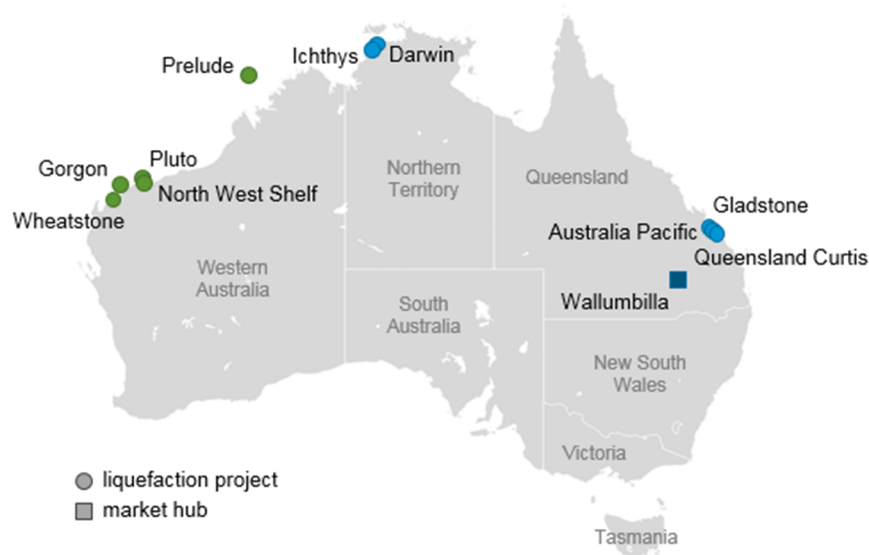 Prelude
Ichthys
Darwin
Gorgon
Pluto
North West Shelf
Wheatstone
Northern
Territory
Queensland
Gladstone
Australia Pacific
Queensland Curtis
Western
Australia
Wallumbilla
South
Australia
New South
Wales
Victoria
liquefaction project
market hub
Tasmania